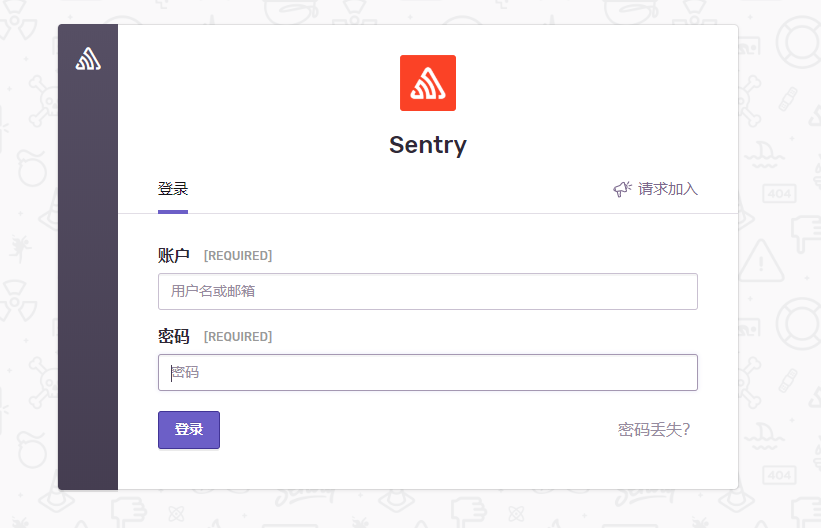 Sentry
登录
请求加入
账户 [REQUIRED]
用户名或邮箱
密码 [REQUIRED]
密码
登录
密码丢失?
404
404